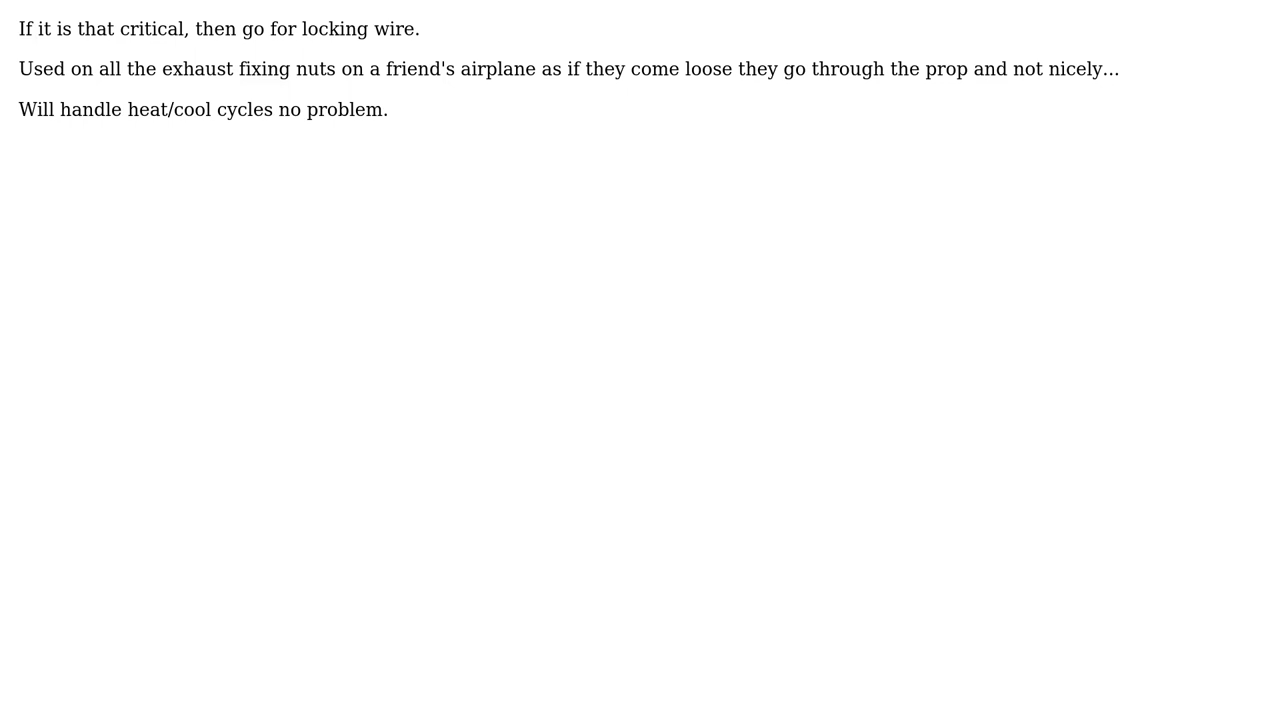 If it is that critical, then go for locking wire.
Used on all the exhaust fixing nuts on a friend's airplane as if they come loose they go through the prop and not nicely...
Will handle heat/cool cycles no problem.